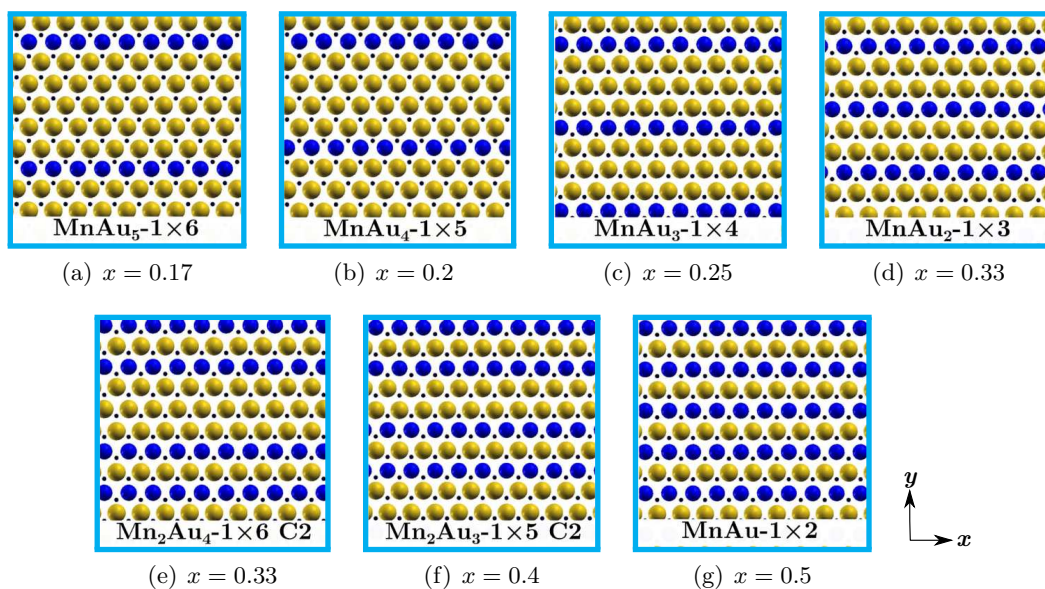 MnAu₅-1×6
MnAu₄-1×5
MnAu₃-1×4
MnAu₂-1×3
(a) x = 0.17
(b) x = 0.2
(c) x = 0.25
(d) x = 0.33
Mn₂Au₄-1×6 C2
Mn₂Au₃-1×5 C2
MnAu-1×2
y
x
(e) x = 0.33
(f) x = 0.4
(g) x = 0.5